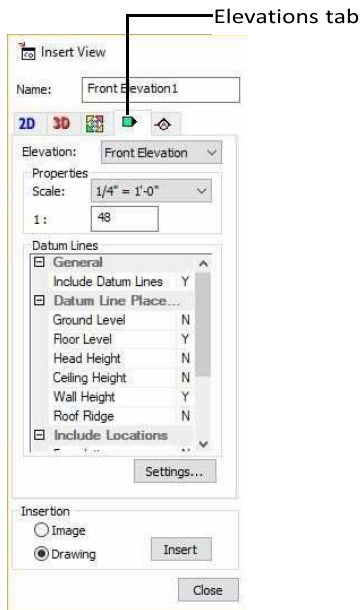 Elevations tab
Insert View
Name: Front Elevation1
2D 3D
Elevation: Front Elevation
Properties
Scale: 1/4" = 1'-0"
1 : 48
Datum Lines
General
Include Datum Lines Y
Datum Line Place...
Ground Level N
Floor Level Y
Head Height N
Ceiling Height N
Wall Height Y
Roof Ridge N
Include Locations
Settings...
Insertion
Image
Drawing Insert
Close